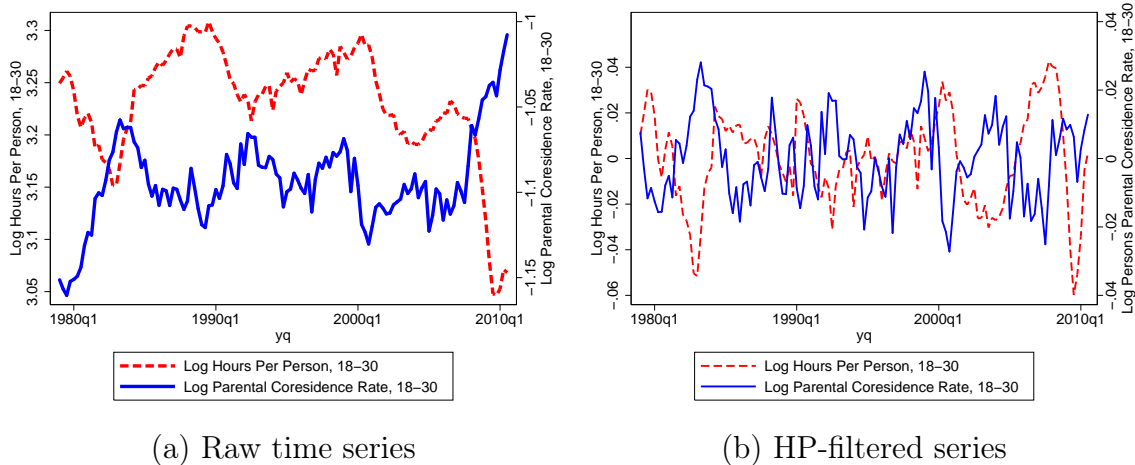 Log Hours Per Person, 18−30
3.3
3.25
3.2
3.15
3.1
3.05
−1
−1.05
−1.1
−1.15
Log Parental Coresidence Rate, 18−30
1980q1 1990q1 2000q1 2010q1
yq
Log Hours Per Person, 18−30
Log Parental Coresidence Rate, 18−30
(a) Raw time series
Log Hours Per Person, 18−30
.04
.02
0
−.02
−.04
−.06
.04
.02
0
−.02
−.04
Log Persons Parental Coresidence Rate, 18−30
1980q1 1990q1 2000q1 2010q1
yq
Log Hours Per Person, 18−30
Log Parental Coresidence Rate, 18−30
(b) HP-filtered series